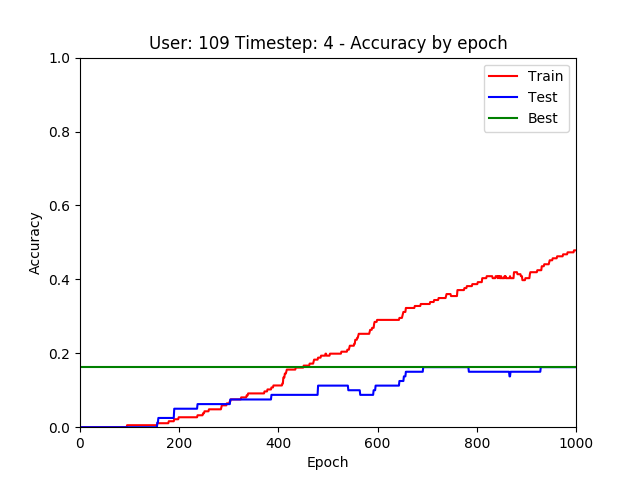 User: 109 Timestep: 4 - Accuracy by epoch
1.0
0.8
0.6
0.4
0.2
0.0
Accuracy
Train
Test
Best
0 200 400 600 800 1000
Epoch